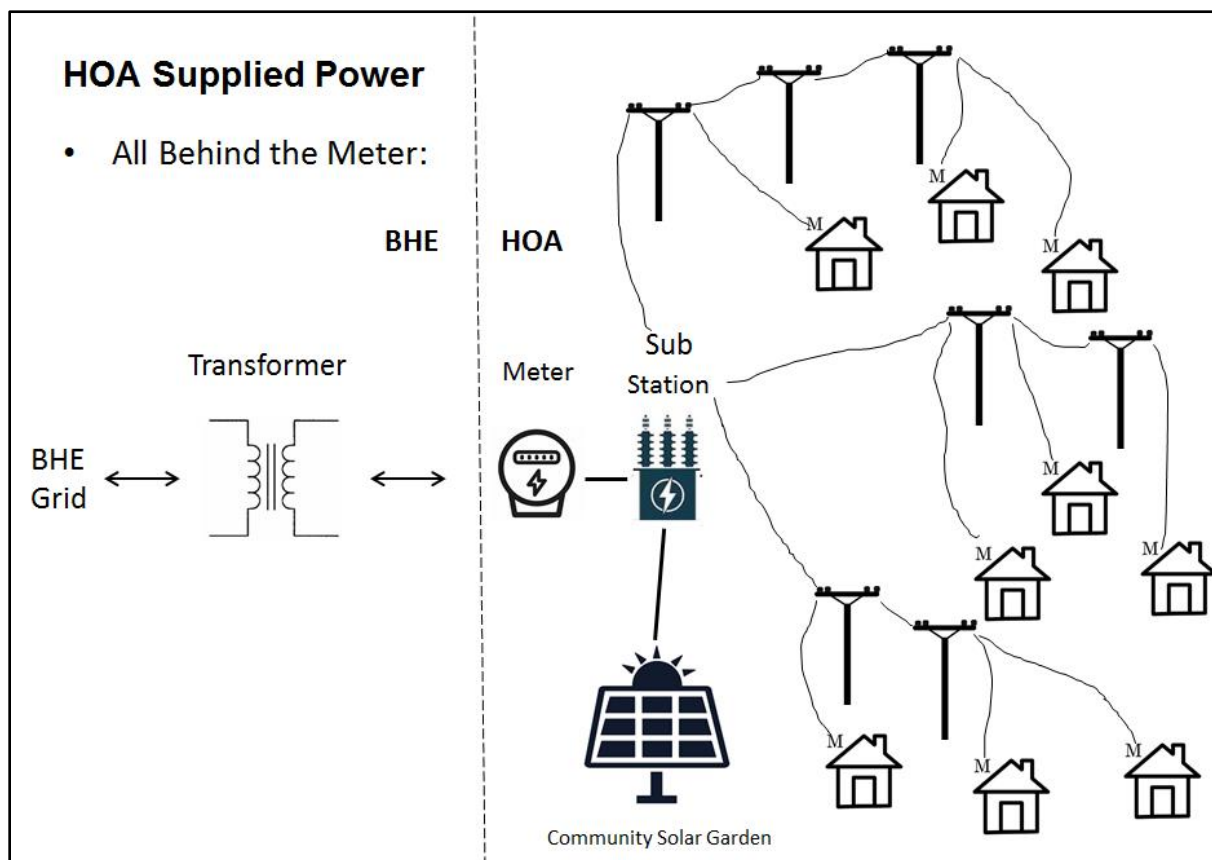 HOA Supplied Power
• All Behind the Meter:
BHE
HOA
Transformer
Meter
Sub
Station
BHE
Grid
Community Solar Garden
M
M
M
M
M
M
M
M
M